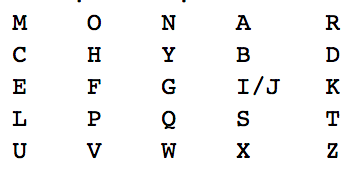 M O N A R
C H Y B D
E F G I/J K
L P Q S T
U V W X Z